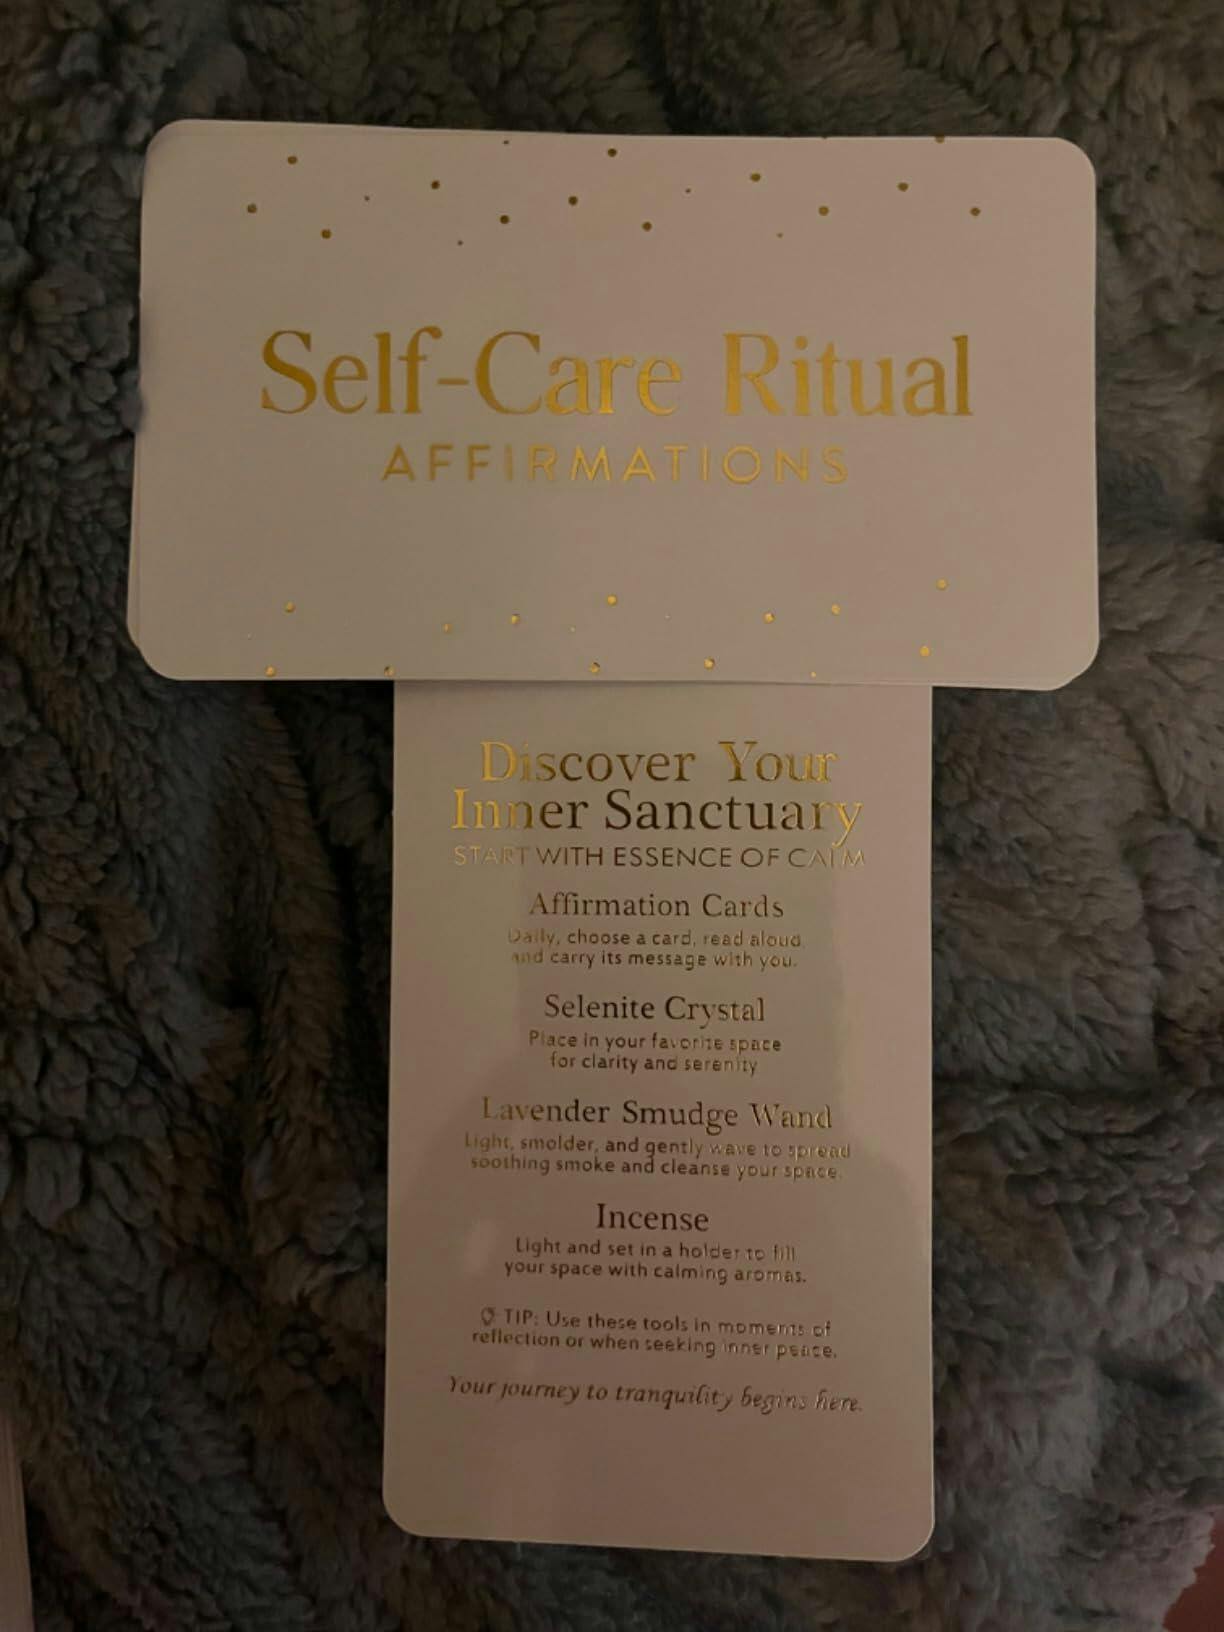 Self-Care Ritual
AFFIRMATIONS
Discover Your
Inner Sanctuary
START WITH ESSENCE OF CALM
Affirmation Cards
Daily, choose a card, read aloud,
and carry its message with you.
Selenite Crystal
Place in your favorite space
for clarity and serenity
Lavender Smudge Wand
Light, smolder, and gently wave to spread
soothing smoke and cleanse your space.
Incense
Light and set in a holder to fill
your space with calming aromas.
TIP: Use these tools in moments of
reflection or when seeking inner peace.
Your journey to tranquility begins here.